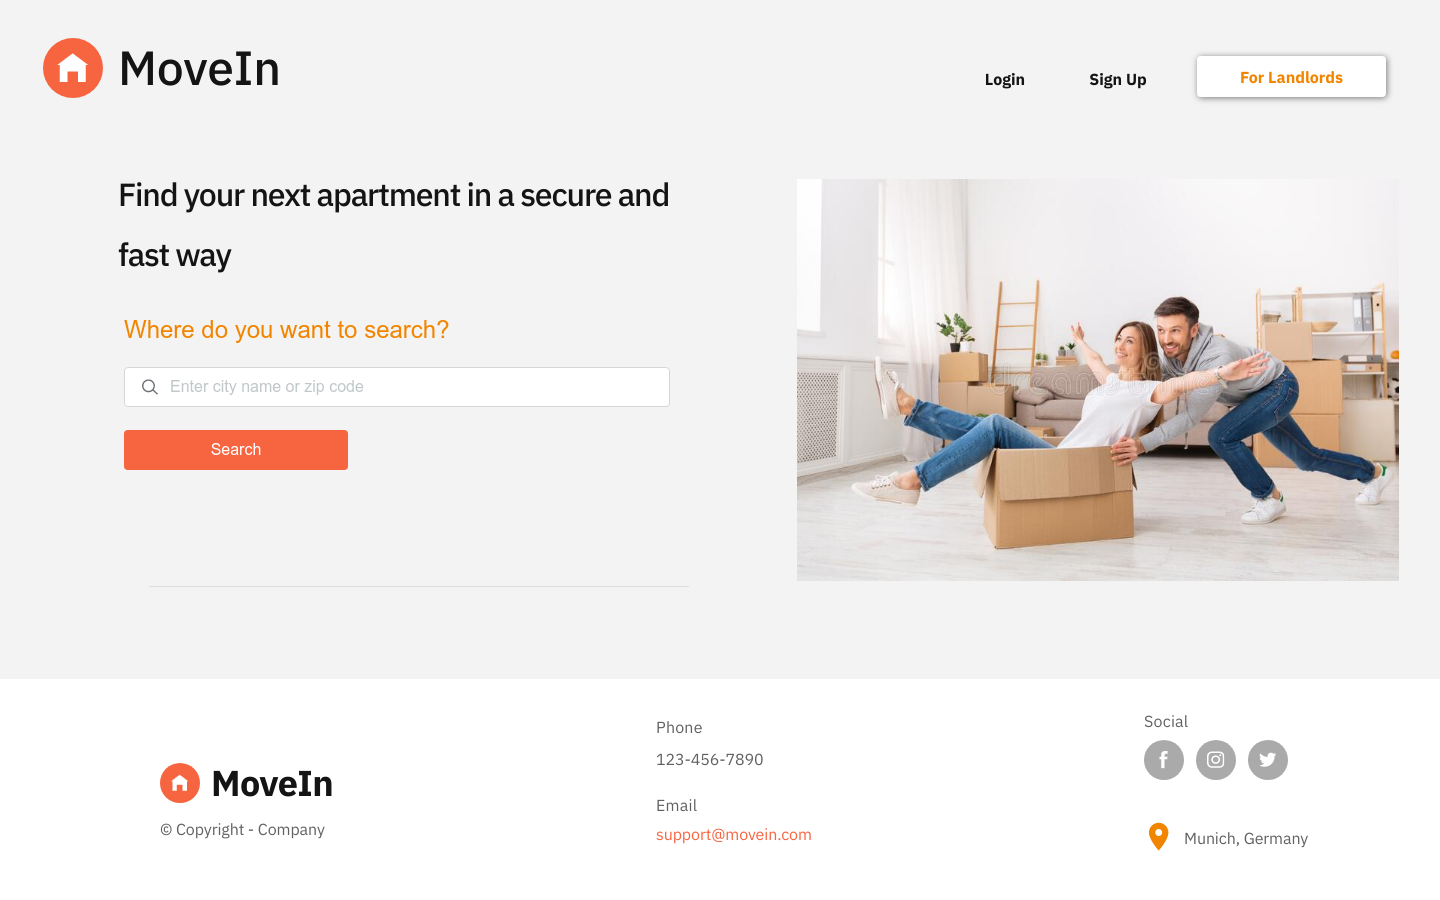 MoveIn
Login
Sign Up
For Landlords
Find your next apartment in a secure and
fast way
Where do you want to search?
Enter city name or zip code
Search
MoveIn
© Copyright - Company
Phone
123-456-7890
Email
support@movein.com
Social
Munich, Germany